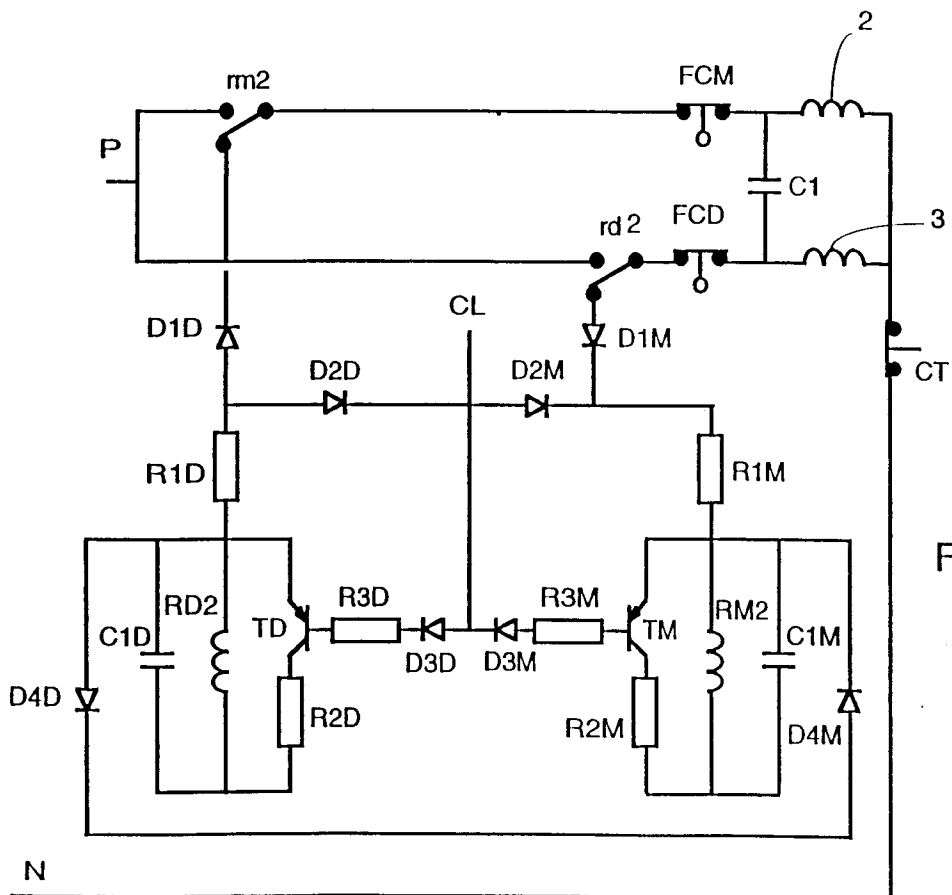 2
rm2
FCM
P
C1
rd 2
FCD
3
CL
D1D
D1M
CT
D2D
D2M
R1D
R1M
F
RD2
R3D
R3M
RM2
C1D
TD
TM
C1M
D3D
D3M
D4D
R2D
R2M
D4M
N